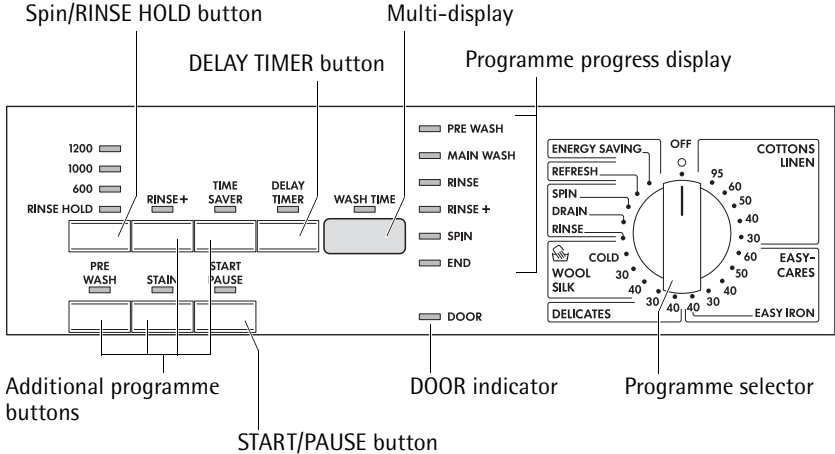 Spin/RINSE HOLD button
Multi-display
DELAY TIMER button
Programme progress display
1200
1000
600
RINSE HOLD
RINSE+
TIME
SAVER
DELAY
TIMER
WASH TIME
PRE
WASH
STAIN
START
PAUSE
PRE WASH
MAIN WASH
RINSE
RINSE +
SPIN
END
DOOR
ENERGY SAVING
REFRESH
SPIN
DRAIN
RINSE
WOOL
SILK
DELICATES
OFF
COTTONS
LINEN
95
60
50
40
30
60
50
40
30
40
EASY-
CARES
EASY IRON
40
30
40
30
COLD
Additional programme
buttons
DOOR indicator
Programme selector
START/PAUSE button